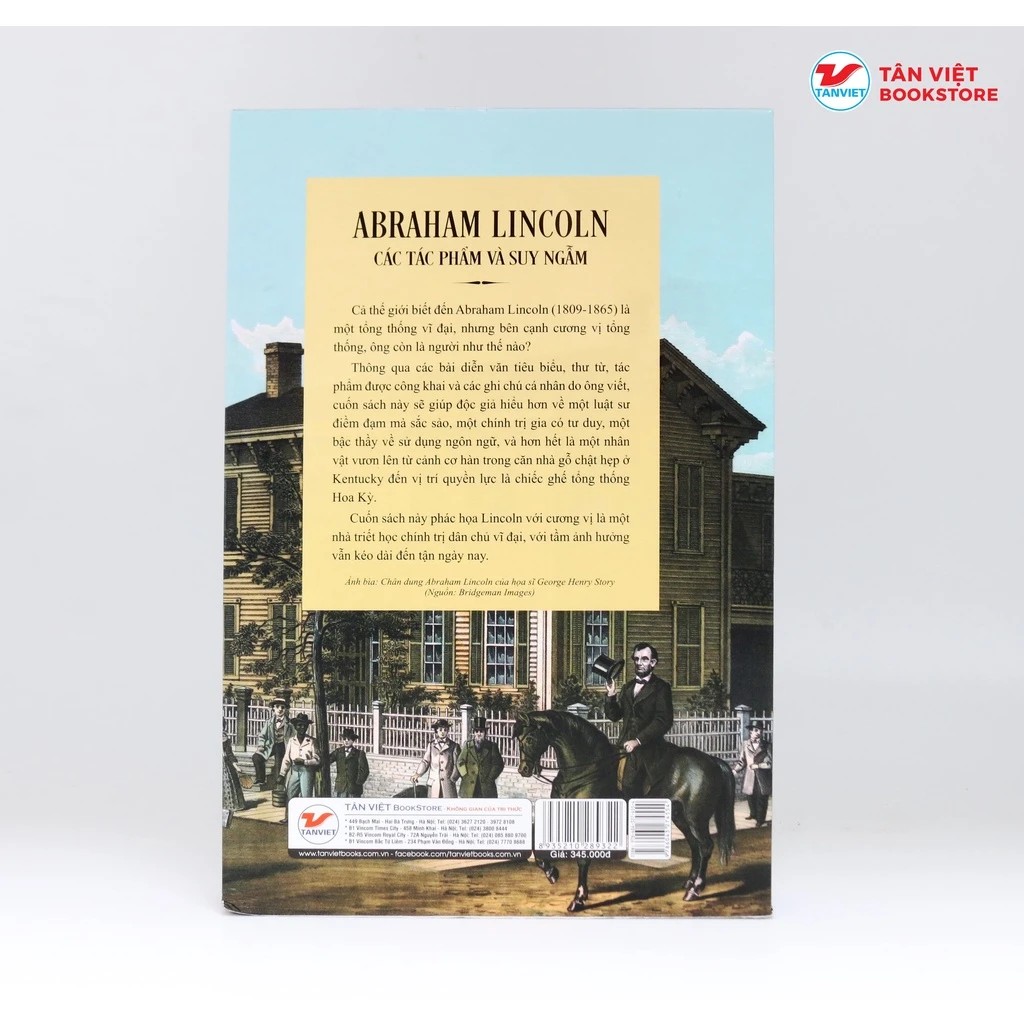 TANVIET
TÂN VIỆT
BOOKSTORE
ABRAHAM LINCOLN
CÁC TÁC PHẨM VÀ SUY NGẪM
Cả thế giới biết đến Abraham Lincoln (1809-1865) là
một tổng thống vĩ đại, nhưng bên cạnh cương vị tổng
thống, ông còn là người như thế nào?
Thông qua các bài diễn văn tiêu biểu, thư từ, tác
phẩm được công khai và các ghi chú cá nhân do ông viết,
cuốn sách này sẽ giúp độc giả hiểu hơn về một luật sư
điềm đạm mà sắc sảo, một chính trị gia có tư duy, một
bậc thầy về sử dụng ngôn ngữ, và hơn hết là một nhân
vật vươn lên từ cảnh cơ hàn trong căn nhà gỗ chật hẹp ở
Kentucky đến vị trí quyền lực là chiếc ghế tổng thống
Hoa Kỳ.
Cuốn sách này phác họa Lincoln với cương vị là một
nhà triết học chính trị dân chủ vĩ đại, với tầm ảnh hưởng
vẫn kéo dài đến tận ngày nay.
Ảnh bìa: Chân dung Abraham Lincoln của họa sĩ George Henry Story
(Nguồn: Bridgeman Images)
TANVIET
TÂN VIỆT BOOKSTORE - KHÔNG GIAN CỦA TRI THỨC
* 449 Bạch Mai - Hai Bà Trưng - Hà Nội; Tel: (024) 3627 2120 - 3972 8108
* B1 Vincom Times City - 458 Minh Khai - Hà Nội, Tel: (024) 3800 8444
* B2-R5 Vincom Royal City - 72A Nguyễn Trãi - Hà Nội; Tel:
* B1 Vincom Bắc Từ Liêm - 234 Phạm Văn Đồng - Hà Nội; Tel: (024) 7770 8688
www.tanvietbooks.com.vn - facebook.com/tanvietbooks.com.vn
8935210289322
Giá: 345.000đ